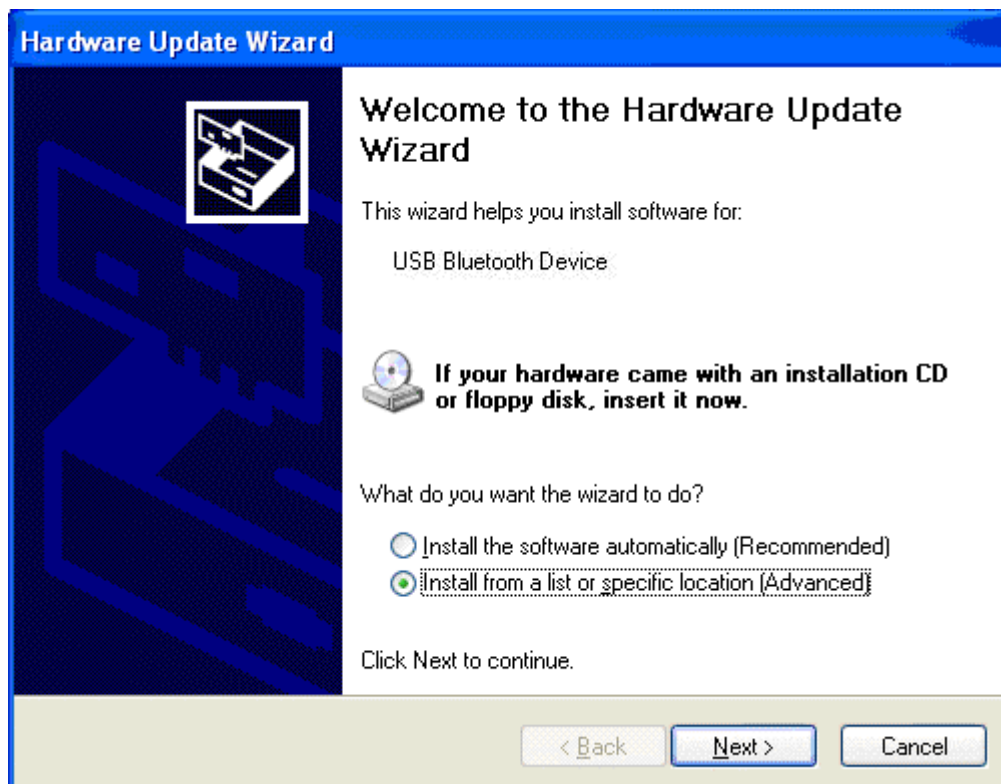 Hardware Update Wizard
Welcome to the Hardware Update
Wizard
This wizard helps you install software for:
USB Bluetooth Device
If your hardware came with an installation CD
or floppy disk, insert it now.
What do you want the wizard to do?
Install the software automatically (Recommended)
Install from a list or specific location (Advanced)
Click Next to continue.
< Back
Next >
Cancel